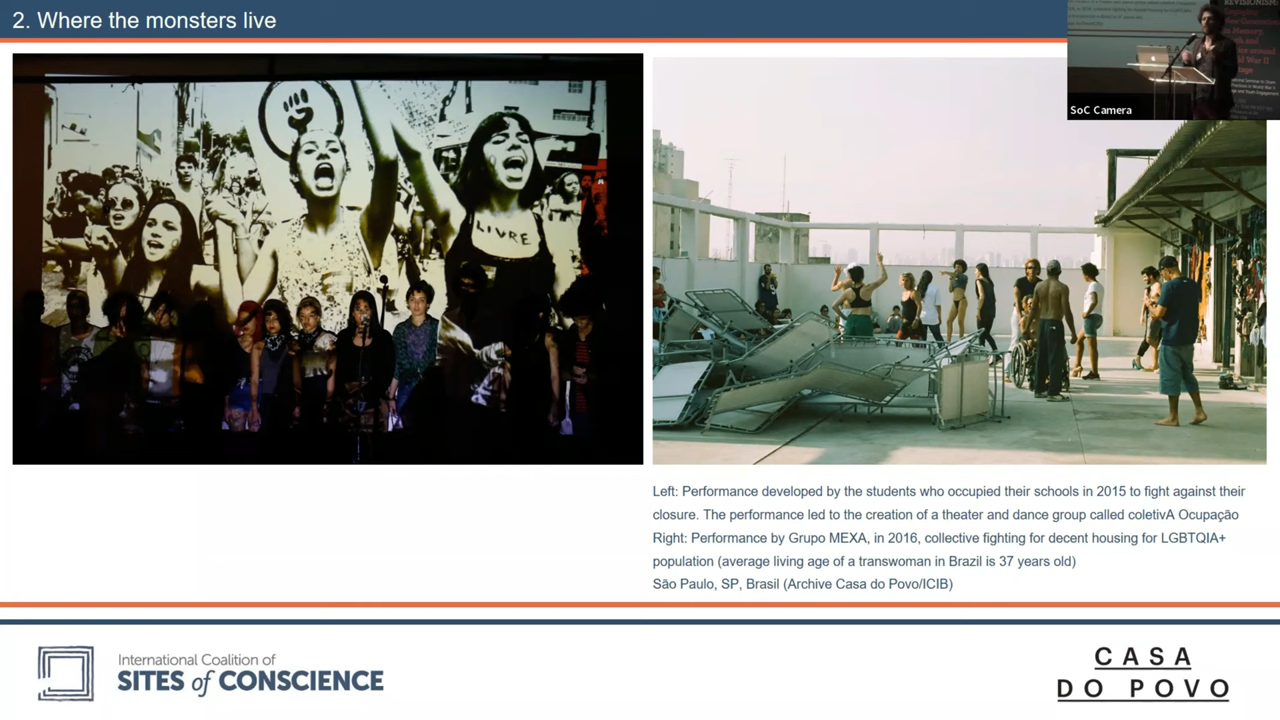 2. Where the monsters live
REVISIONISM:
SoC Camera
LIVRE
Left: Performance developed by the students who occupied their schools in 2015 to fight against their
closure. The performance led to the creation of a theater and dance group called coletivA Ocupação
Right: Performance by Grupo MEXA, in 2016, collective fighting for decent housing for LGBTQIA+
population (average living age of a transwoman in Brazil is 37 years old)
São Paulo, SP, Brasil (Archive Casa do Povo/ICIB)
International Coalition of
SITES of CONSCIENCE
CASA
DO POVO